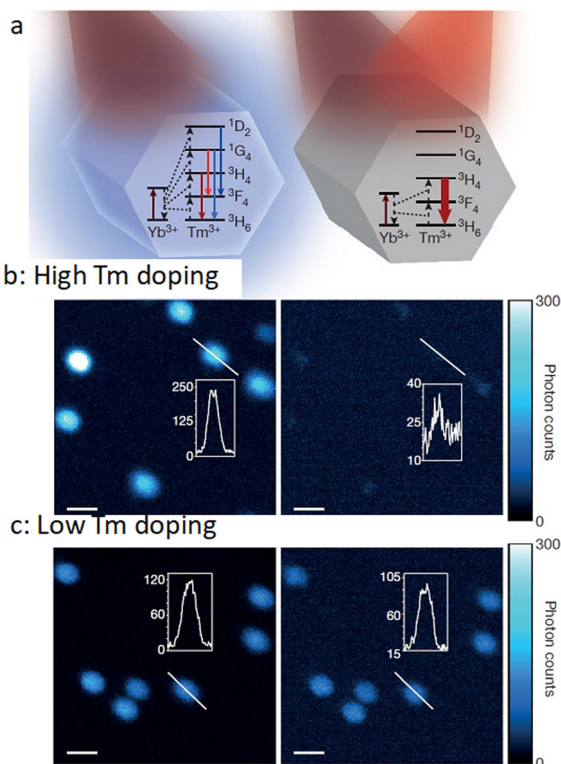 a
¹D₂
¹G₄
³H₄
³F₄
³H₆
Yb³⁺ Tm³⁺
¹D₂
¹G₄
³H₄
³F₄
³H₆
Yb³⁺ Tm³⁺
b: High Tm doping
250
125
0
40
25
10
300
Photon counts
0
c: Low Tm doping
120
60
0
105
60
15
300
Photon counts
0